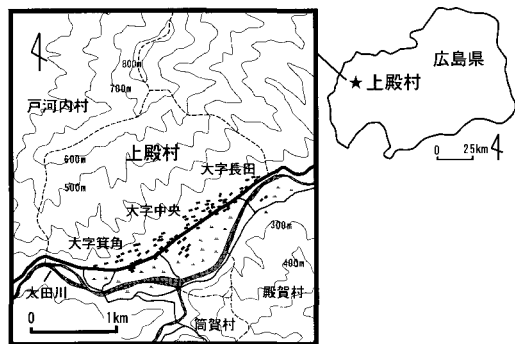 800m
700m
戸河内村
上殿村
600m
500m
大字長田
大字中央
大字箕角
300m
400m
太田川
殿賀村
筒賀村
0 1km
広島県
★上殿村
0 25km